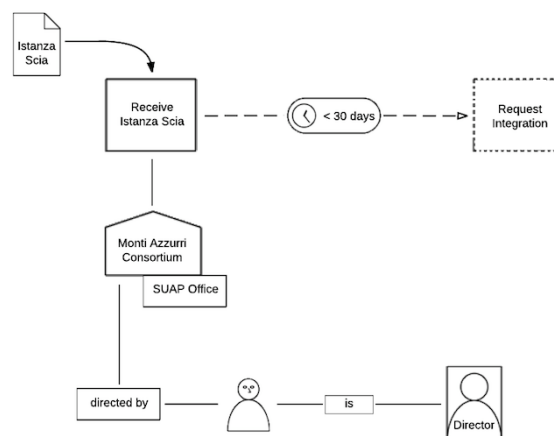 Istanza
Scia
Receive
Istanza Scia
< 30 days
Request
Integration
Monti Azzurri
Consortium
SUAP Office
directed by
is
Director